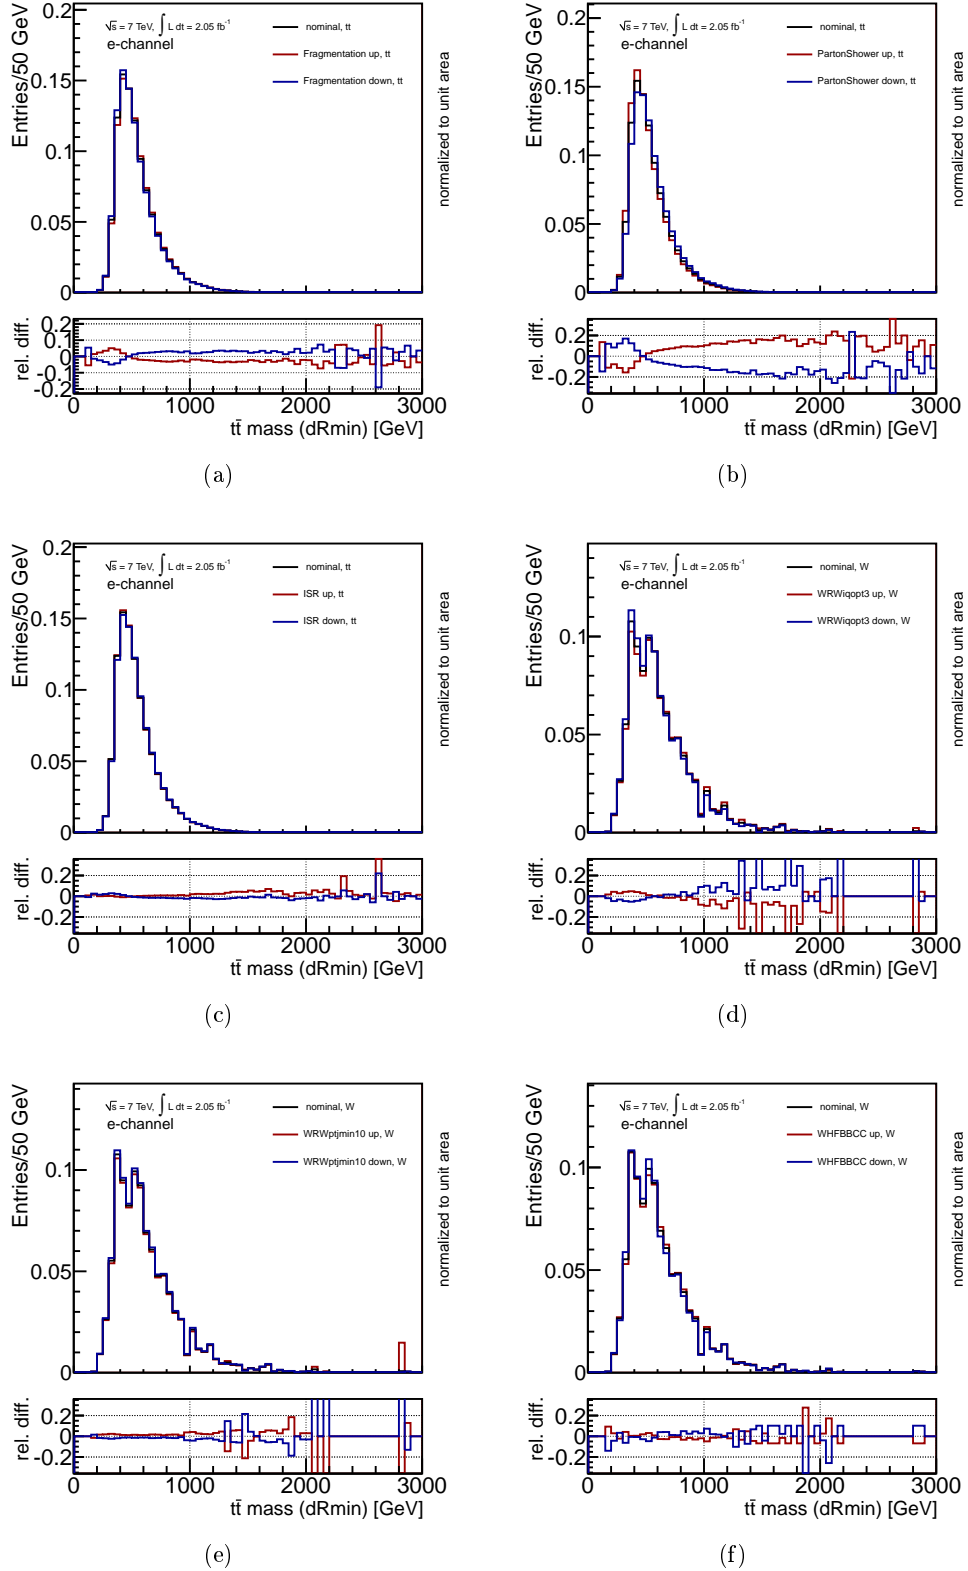 √s = 7 TeV, ∫ L dt = 2.05 fb⁻¹
e-channel
nominal, tt
Fragmentation up, tt
Fragmentation down, tt
Entries/50 GeV
normalized to unit area
0.2
0.15
0.1
0.05
0
rel. diff.
0.2
0.1
0
-0.1
-0.2
0 1000 2000 3000
tt̄ mass (dRmin) [GeV]
(a)
√s = 7 TeV, ∫ L dt = 2.05 fb⁻¹
e-channel
nominal, tt
PartonShower up, tt
PartonShower down, tt
Entries/50 GeV
normalized to unit area
0.2
0.15
0.1
0.05
0
rel. diff.
0.2
0
-0.2
0 1000 2000 3000
tt̄ mass (dRmin) [GeV]
(b)
√s = 7 TeV, ∫ L dt = 2.05 fb⁻¹
e-channel
nominal, tt
ISR up, tt
ISR down, tt
Entries/50 GeV
normalized to unit area
0.2
0.15
0.1
0.05
0
rel. diff.
0.2
0
-0.2
0 1000 2000 3000
tt̄ mass (dRmin) [GeV]
(c)
√s = 7 TeV, ∫ L dt = 2.05 fb⁻¹
e-channel
nominal, W
WRWiqopt3 up, W
WRWiqopt3 down, W
Entries/50 GeV
normalized to unit area
0.1
0.05
0
rel. diff.
0.2
0
-0.2
0 1000 2000 3000
tt̄ mass (dRmin) [GeV]
(d)
√s = 7 TeV, ∫ L dt = 2.05 fb⁻¹
e-channel
nominal, W
WRWptjmin10 up, W
WRWptjmin10 down, W
Entries/50 GeV
normalized to unit area
0.1
0.05
0
rel. diff.
0.2
0
-0.2
0 1000 2000 3000
tt̄ mass (dRmin) [GeV]
(e)
√s = 7 TeV, ∫ L dt = 2.05 fb⁻¹
e-channel
nominal, W
WHFBBCC up, W
WHFBBCC down, W
Entries/50 GeV
normalized to unit area
0.1
0.05
0
rel. diff.
0.2
0
-0.2
0 1000 2000 3000
tt̄ mass (dRmin) [GeV]
(f)